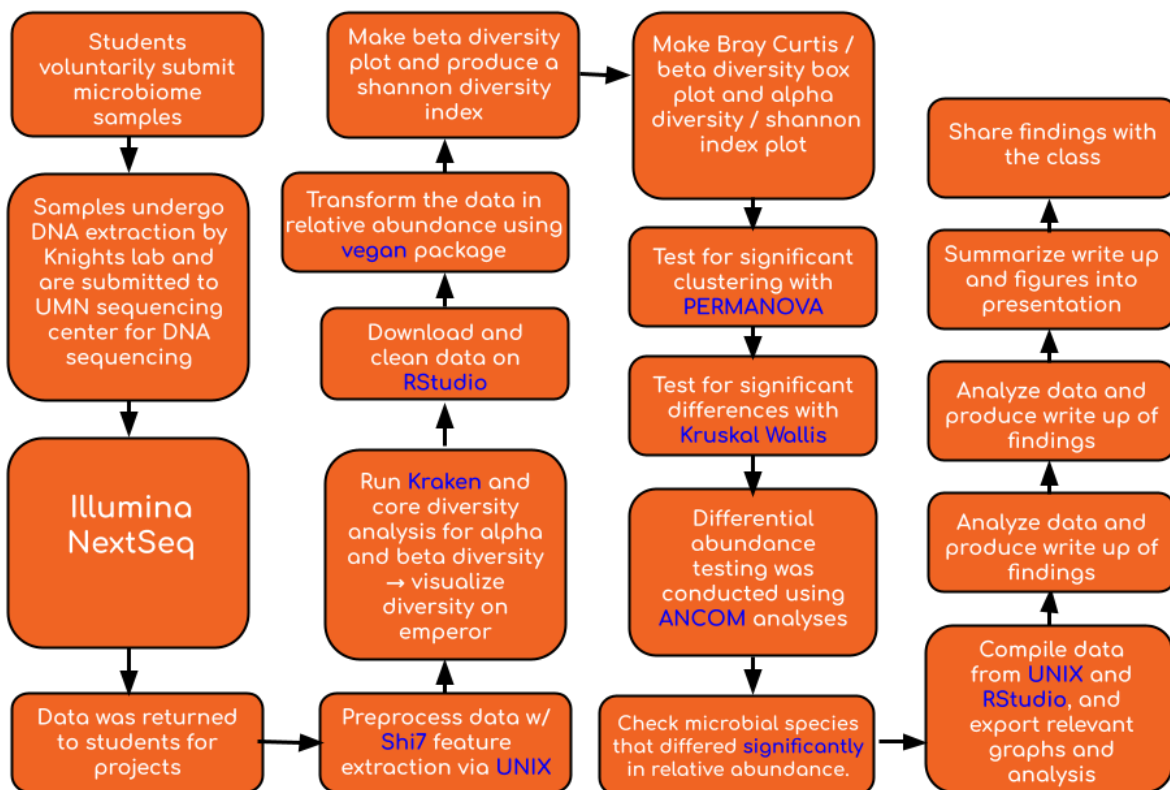 Students
voluntarily submit
microbiome
samples
Samples undergo
DNA extraction by
Knights lab and
are submitted to
UMN sequencing
center for DNA
sequencing
Illumina
NextSeq
Data was returned
to students for
projects
Preprocess data w/
Shi7 feature
extraction via UNIX
Run Kraken and
core diversity
analysis for alpha
and beta diversity
→ visualize
diversity on
emperor
Download and
clean data on
RStudio
Transform the data in
relative abundance using
vegan package
Make beta diversity
plot and produce a
shannon diversity
index
Make Bray Curtis /
beta diversity box
plot and alpha
diversity / shannon
index plot
Test for significant
clustering with
PERMANOVA
Test for significant
differences with
Kruskal Wallis
Differential
abundance
testing was
conducted using
ANCOM analyses
Check microbial species
that differed significantly
in relative abundance.
Compile data
from UNIX and
RStudio, and
export relevant
graphs and
analysis
Analyze data and
produce write up of
findings
Analyze data and
produce write up of
findings
Summarize write up
and figures into
presentation
Share findings with
the class